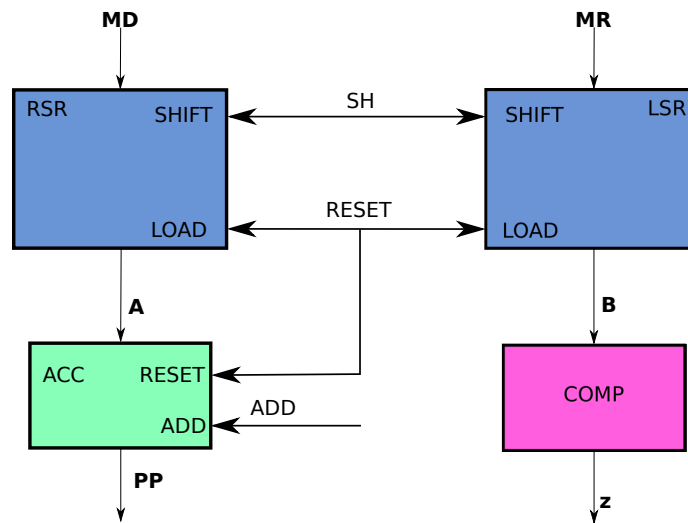 MD
MR
RSR
SHIFT
SH
SHIFT
LSR
LOAD
RESET
LOAD
A
B
ACC
RESET
ADD
ADD
COMP
PP
z